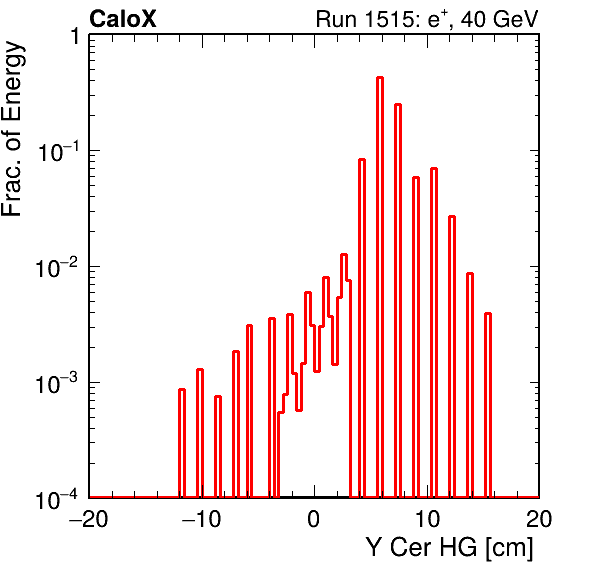 CaloX Run 1515: e⁺, 40 GeV
Frac. of Energy
1
10⁻¹
10⁻²
10⁻³
10⁻⁴
−20 −10 0 10 20
Y Cer HG [cm]